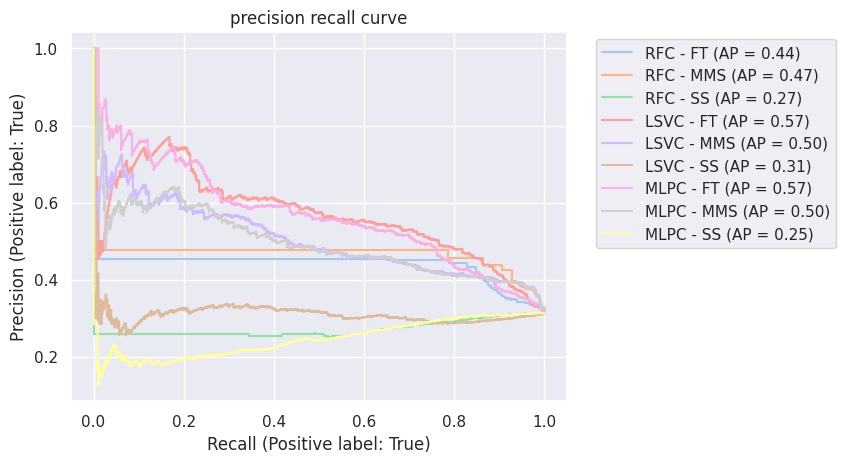 precision recall curve
Precision (Positive label: True)
1.0
0.8
0.6
0.4
0.2
0.0 0.2 0.4 0.6 0.8 1.0
Recall (Positive label: True)
RFC - FT (AP = 0.44)
RFC - MMS (AP = 0.47)
RFC - SS (AP = 0.27)
LSVC - FT (AP = 0.57)
LSVC - MMS (AP = 0.50)
LSVC - SS (AP = 0.31)
MLPC - FT (AP = 0.57)
MLPC - MMS (AP = 0.50)
MLPC - SS (AP = 0.25)